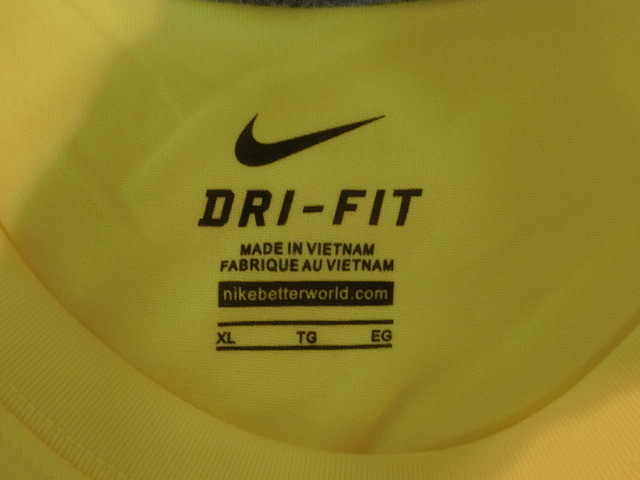 DRI-FIT
MADE IN VIETNAM
FABRIQUE AU VIETNAM
nikebetterworld.com
XL TG EG